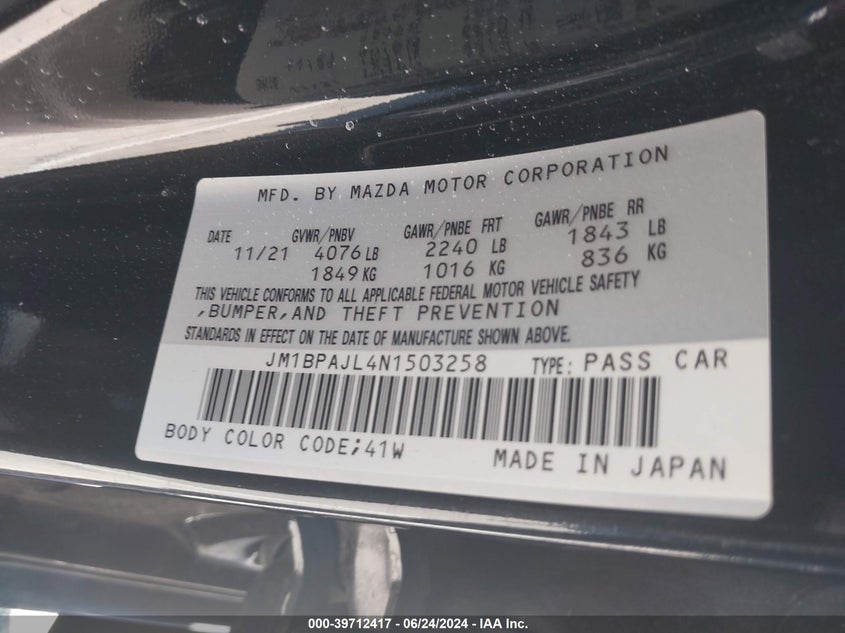 MFD. BY MAZDA MOTOR CORPORATION
DATE GVWR/PNBV GAWR/PNBE FRT GAWR/PNBE RR
11/21 4076 LB 2240 LB 1843 LB
1849 KG 1016 KG 836 KG
THIS VEHICLE CONFORMS TO ALL APPLICABLE FEDERAL MOTOR VEHICLE SAFETY
,BUMPER,AND THEFT PREVENTION
STANDARDS IN EFFECT ON THE DATE OF MANUFACTURE SHOWN ABOVE.
JM1BPAJL4N1503258 TYPE: PASS CAR
BODY COLOR CODE;41W
MADE IN JAPAN
000-39712417 - 06/24/2024 - IAA Inc.